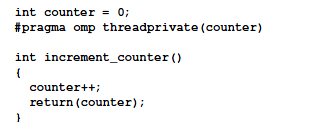 int counter = 0;
#pragma omp threadprivate(counter)
int increment_counter()
{
counter++;
return(counter);
}